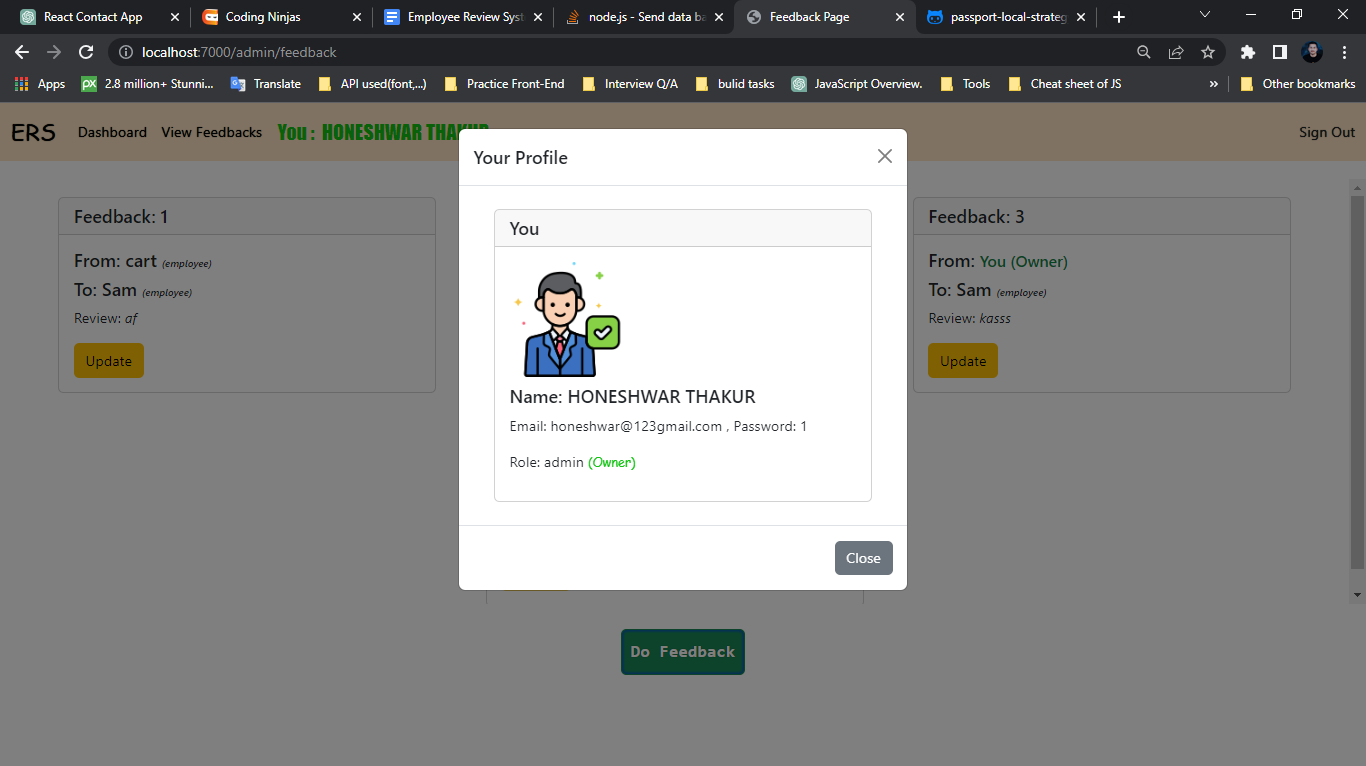 React Contact App
Coding Ninjas
Employee Review Syst
node.js - Send data ba
Feedback Page
passport-local-strateg
localhost:7000/admin/feedback
Apps
2.8 million+ Stunni...
Translate
API used(font,...)
Practice Front-End
Interview Q/A
bulid tasks
JavaScript Overview.
Tools
Cheat sheet of JS
»
Other bookmarks
ERS
Dashboard
View Feedbacks
You : HONESHWAR THAKUR
Sign Out
Your Profile
You
Name: HONESHWAR THAKUR
Email: honeshwar@123gmail.com , Password: 1
Role: admin (Owner)
Close
Feedback: 1
From: cart (employee)
To: Sam (employee)
Review: af
Update
Feedback: 3
From: You (Owner)
To: Sam (employee)
Review: kasss
Update
Do Feedback